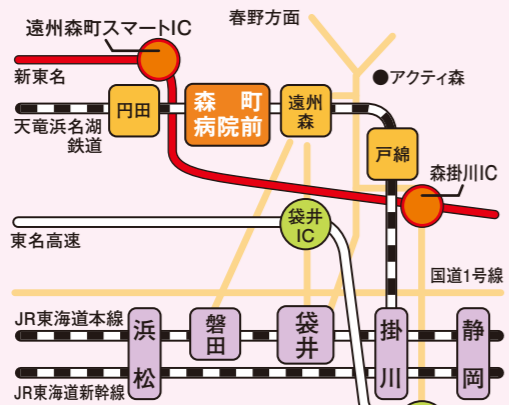 春野方面
遠州森町スマートIC
新東名
●アクティ森
円田
森 町
病院前
遠州
森
天竜浜名湖
鉄道
戸綿
森掛川IC
袋井
IC
東名高速
国道1号線
JR東海道本線
浜松
磐田
袋井
掛川
静岡
JR東海道新幹線